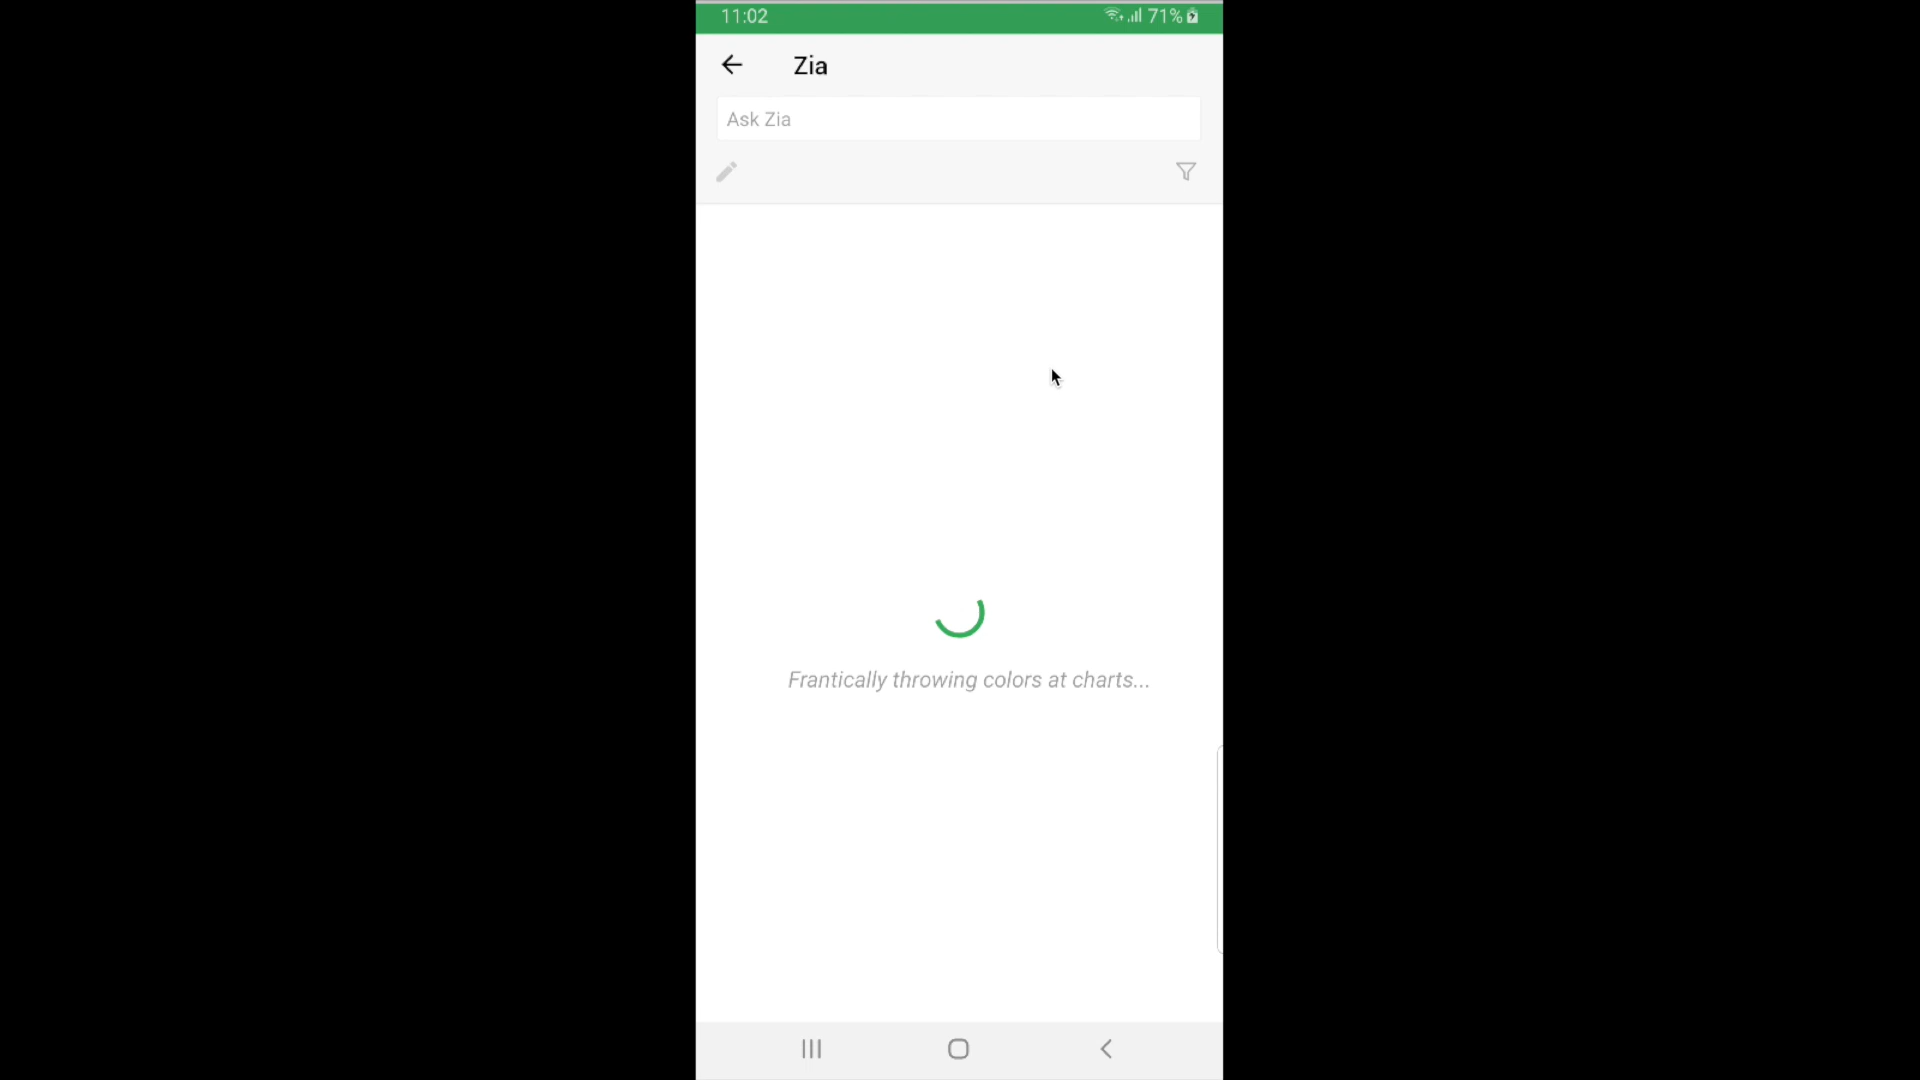 11:02
71%
Zia
Ask Zia
Frantically throwing colors at charts...